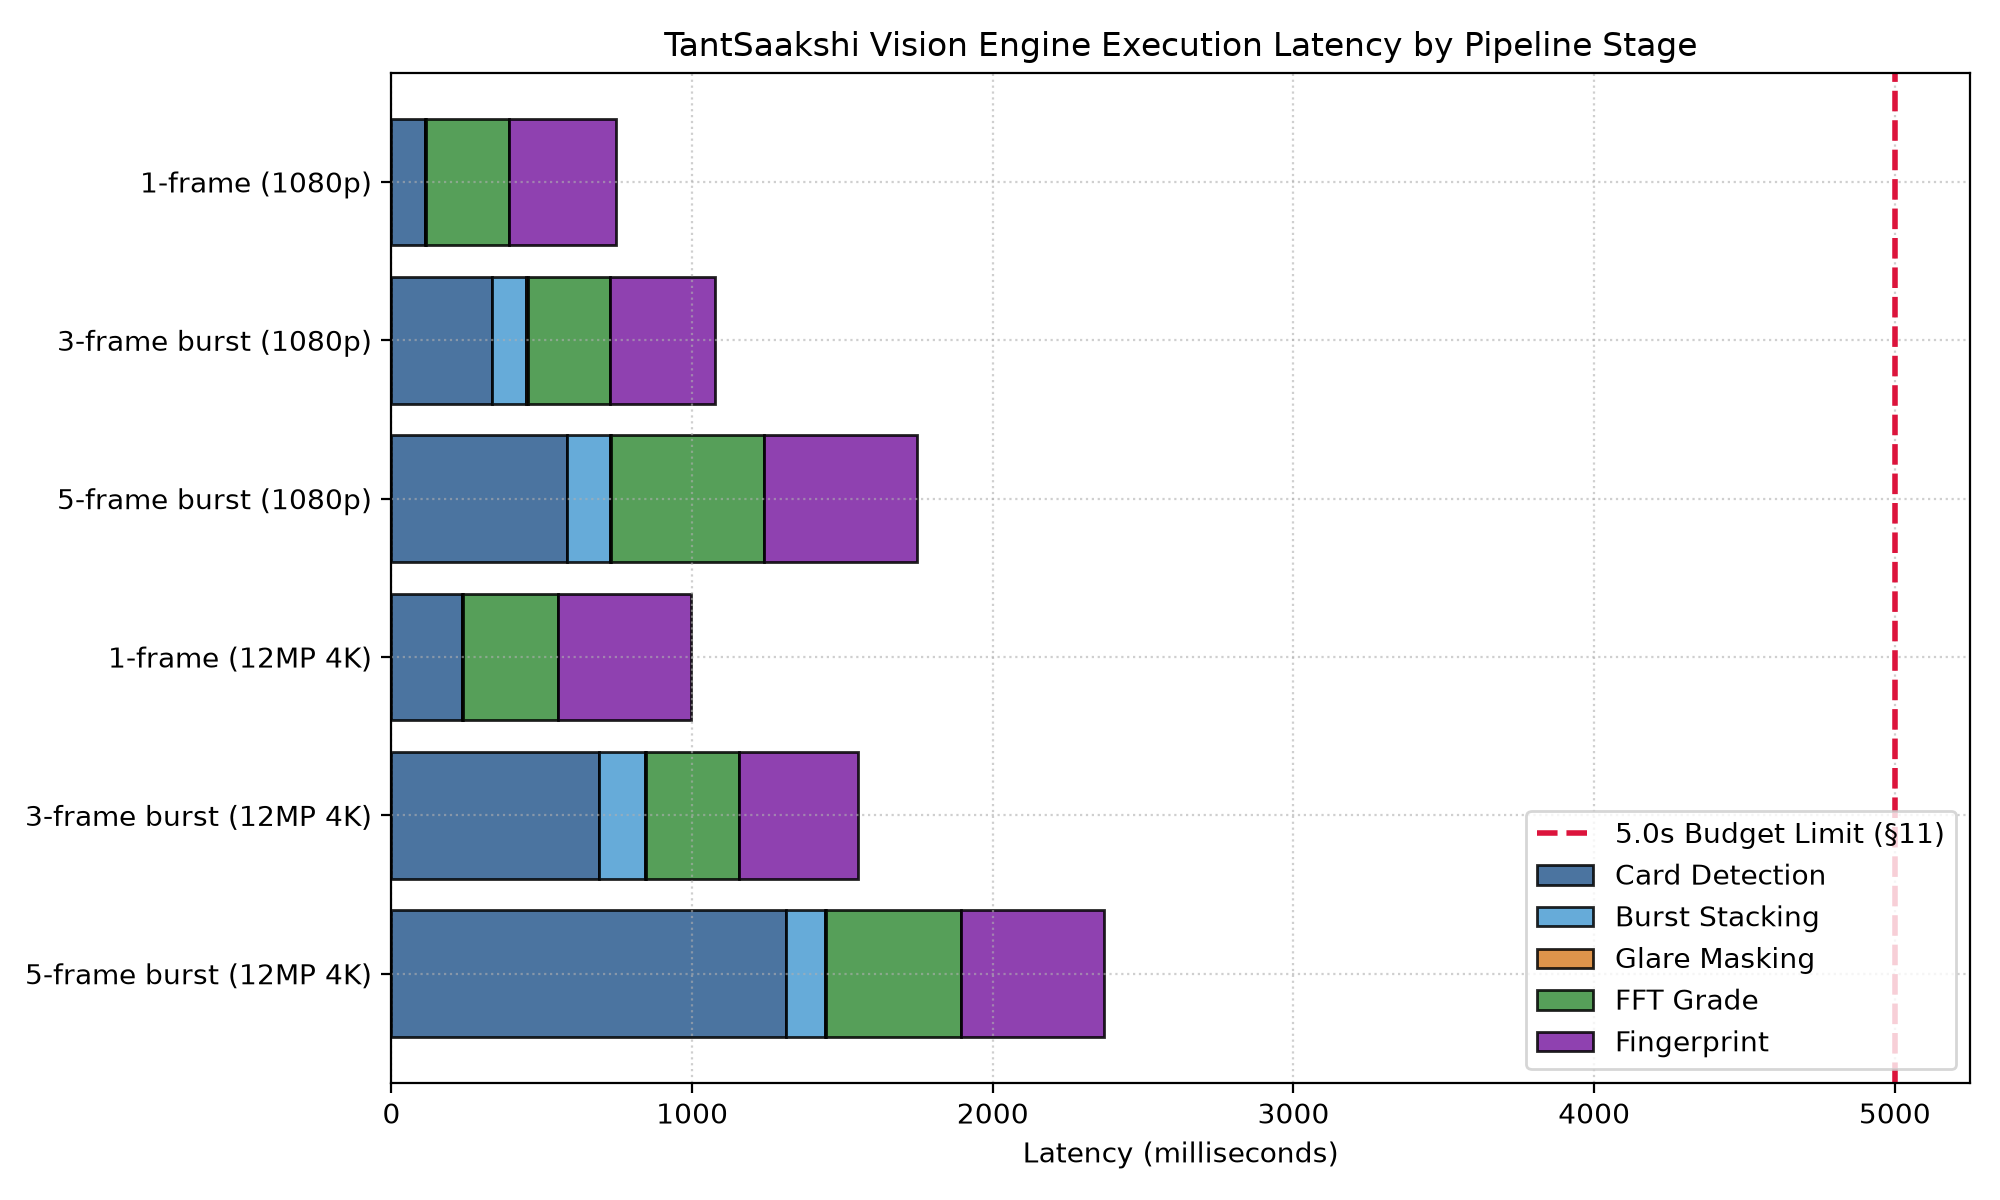 TantSaakshi Vision Engine Execution Latency by Pipeline Stage
1-frame (1080p)
3-frame burst (1080p)
5-frame burst (1080p)
1-frame (12MP 4K)
3-frame burst (12MP 4K)
5-frame burst (12MP 4K)
5.0s Budget Limit (§11)
Card Detection
Burst Stacking
Glare Masking
FFT Grade
Fingerprint
0 1000 2000 3000 4000 5000
Latency (milliseconds)